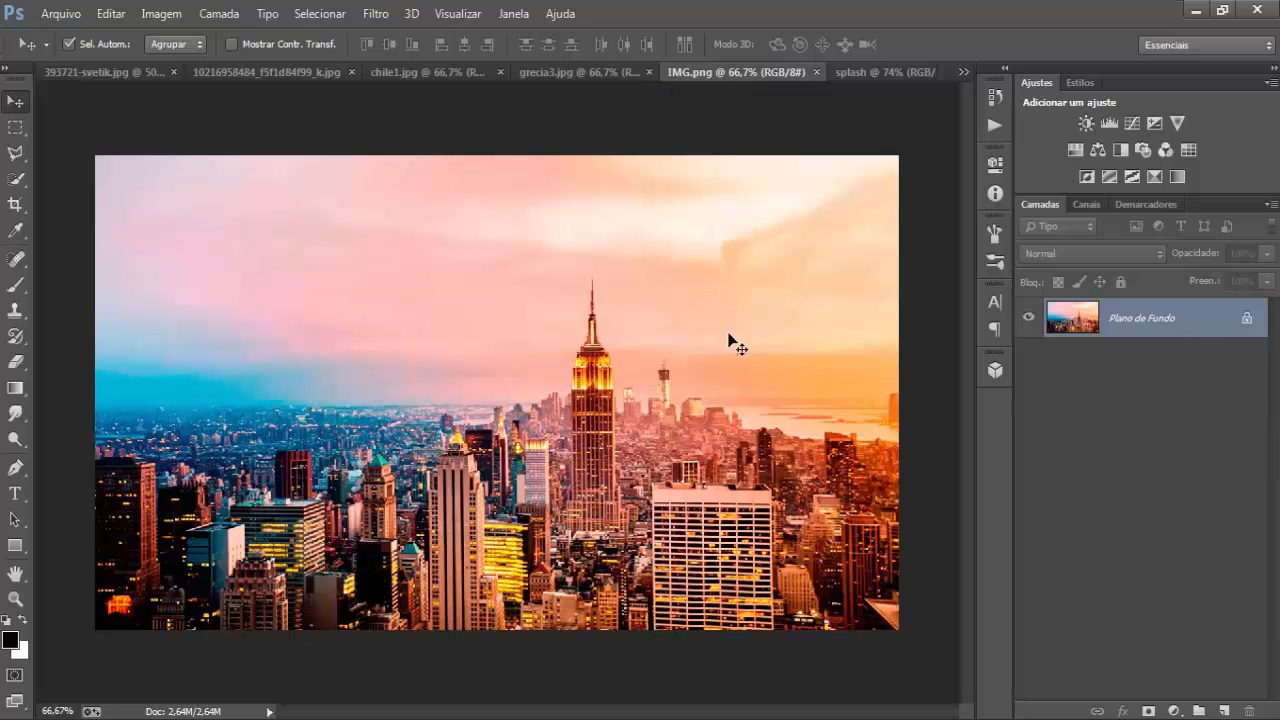 Ps Arquivo Editar Imagem Camada Tipo Selecionar Filtro 3D Visualizar Janela Ajuda
Sel. Autom.: Agrupar Mostrar Contr. Transf. Modo 3D: Essenciais
393721-svetik.jpg @ 50... × 10216958484_f5f1d84f99_k.jpg × chile1.jpg @ 66,7% (R... × grecia3.jpg @ 66,7% (R... × IMG.png @ 66,7% (RGB/8#) × splash @ 74% (RGB/
Ajustes Estilos
Adicionar um ajuste
Camadas Canais Demarcadores
Tipo
Normal Opacidade: 100%
Bloq.: Preen.: 100%
Plano de Fundo
66,67% Doc: 2,64M/2,64M